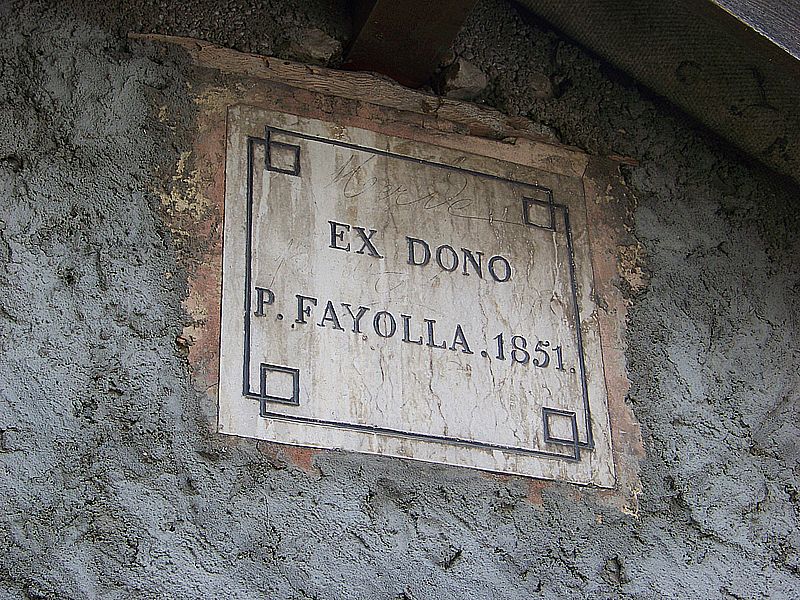 EX DONO
P. FAYOLLA. 1851.